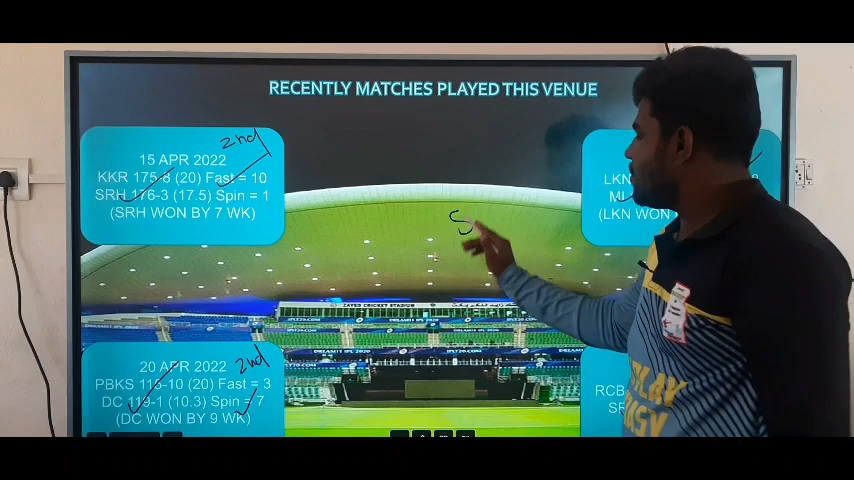 RECENTLY MATCHES PLAYED THIS VENUE
2nd
15 APR 2022
KKR 175-8 (20) Fast = 10
SRH 176-3 (17.5) Spin = 1
(SRH WON BY 7 WK)
LKN
(LKN WON
S
ZAYED CRICKET STADIUM
2nd
20 APR 2022
PBKS 115-10 (20) Fast = 3
DC 119-1 (10.3) Spin = 7
(DC WON BY 9 WK)
RCB
PLAY
EASY